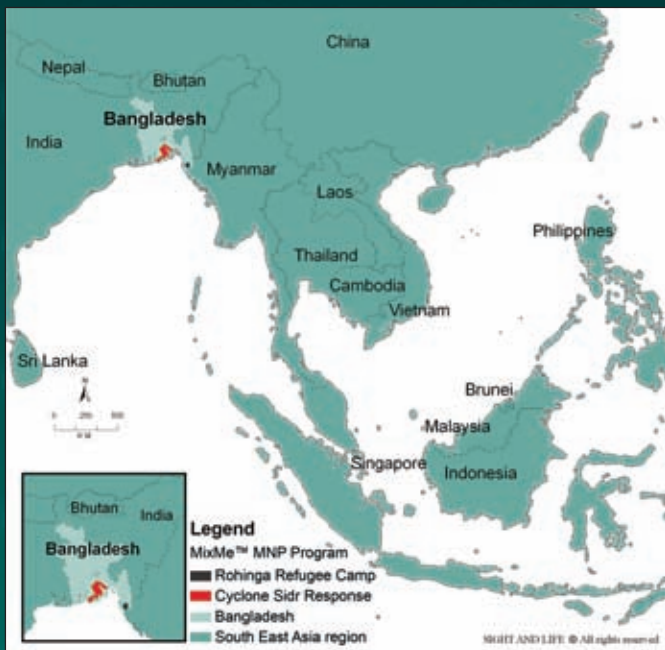 China
Nepal
Bhutan
Bangladesh
India
Myanmar
Laos
Thailand
Philippines
Cambodia
Vietnam
Sri Lanka
N
Brunei
Malaysia
Singapore
Indonesia
Bhutan
India
Bangladesh
Legend
MixMe™ MNP Program
Rohinga Refugee Camp
Cyclone Sidr Response
Bangladesh
South East Asia region
SIGHT AND LIFE © All rights reserved